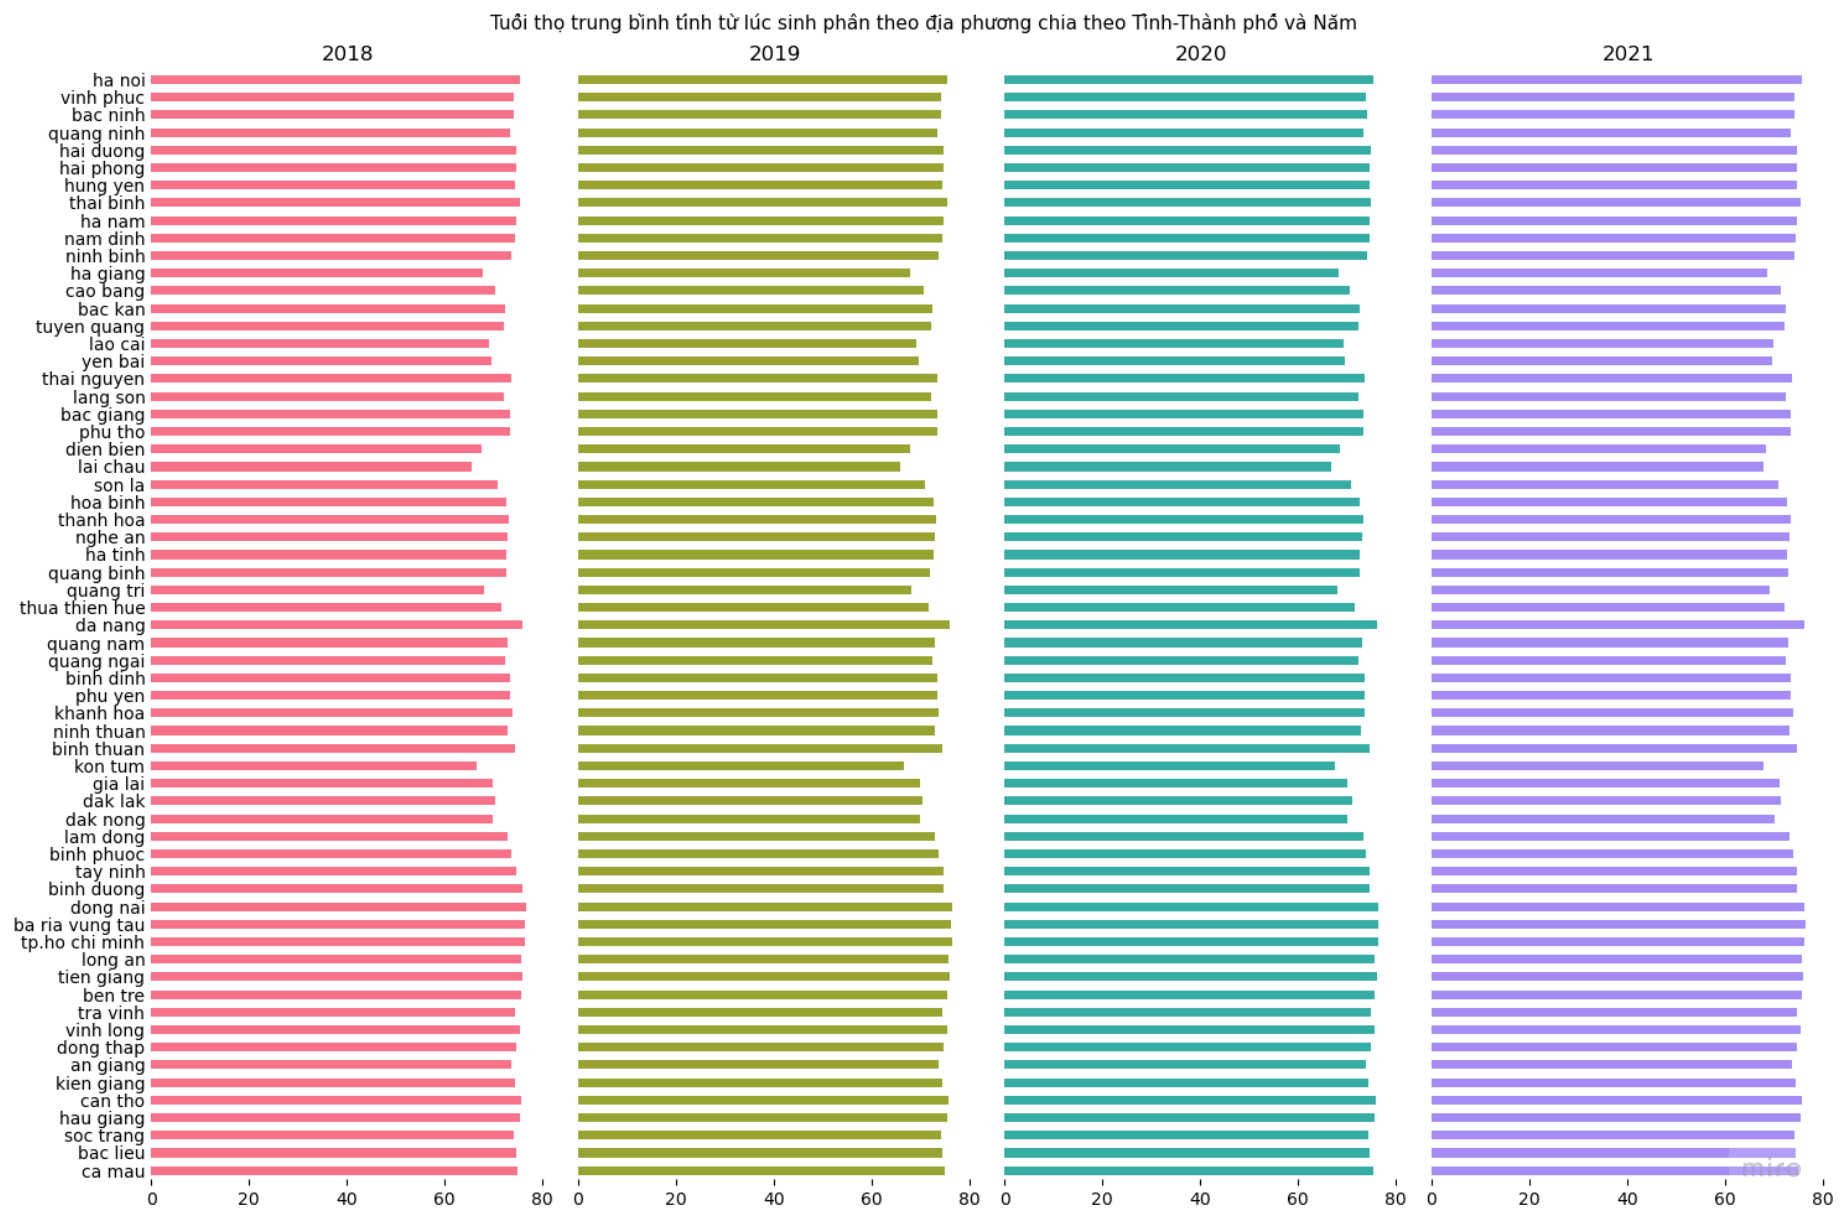 Tuổi thọ trung bình tính từ lúc sinh phân theo địa phương chia theo Tỉnh-Thành phố và Năm
2018 2019 2020 2021
ha noi
vinh phuc
bac ninh
quang ninh
hai duong
hai phong
hung yen
thai binh
ha nam
nam dinh
ninh binh
ha giang
cao bang
bac kan
tuyen quang
lao cai
yen bai
thai nguyen
lang son
bac giang
phu tho
dien bien
lai chau
son la
hoa binh
thanh hoa
nghe an
ha tinh
quang binh
quang tri
thua thien hue
da nang
quang nam
quang ngai
binh dinh
phu yen
khanh hoa
ninh thuan
binh thuan
kon tum
gia lai
dak lak
dak nong
lam dong
binh phuoc
tay ninh
binh duong
dong nai
ba ria vung tau
tp.ho chi minh
long an
tien giang
ben tre
tra vinh
vinh long
dong thap
an giang
kien giang
can tho
hau giang
soc trang
bac lieu
ca mau
miro
0 20 40 60 80 0 20 40 60 80 0 20 40 60 80 0 20 40 60 80